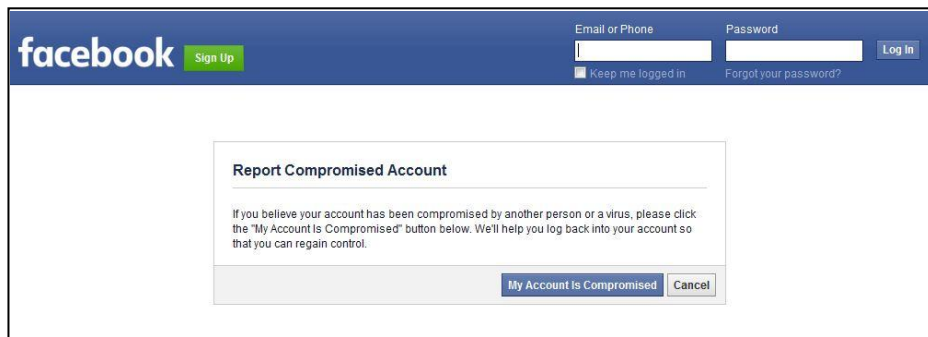 Email or Phone Password
facebook Sign Up Log In
Keep me logged in Forgot your password?
Report Compromised Account
If you believe your account has been compromised by another person or a virus, please click
the "My Account Is Compromised" button below. We'll help you log back into your account so
that you can regain control.
My Account Is Compromised Cancel